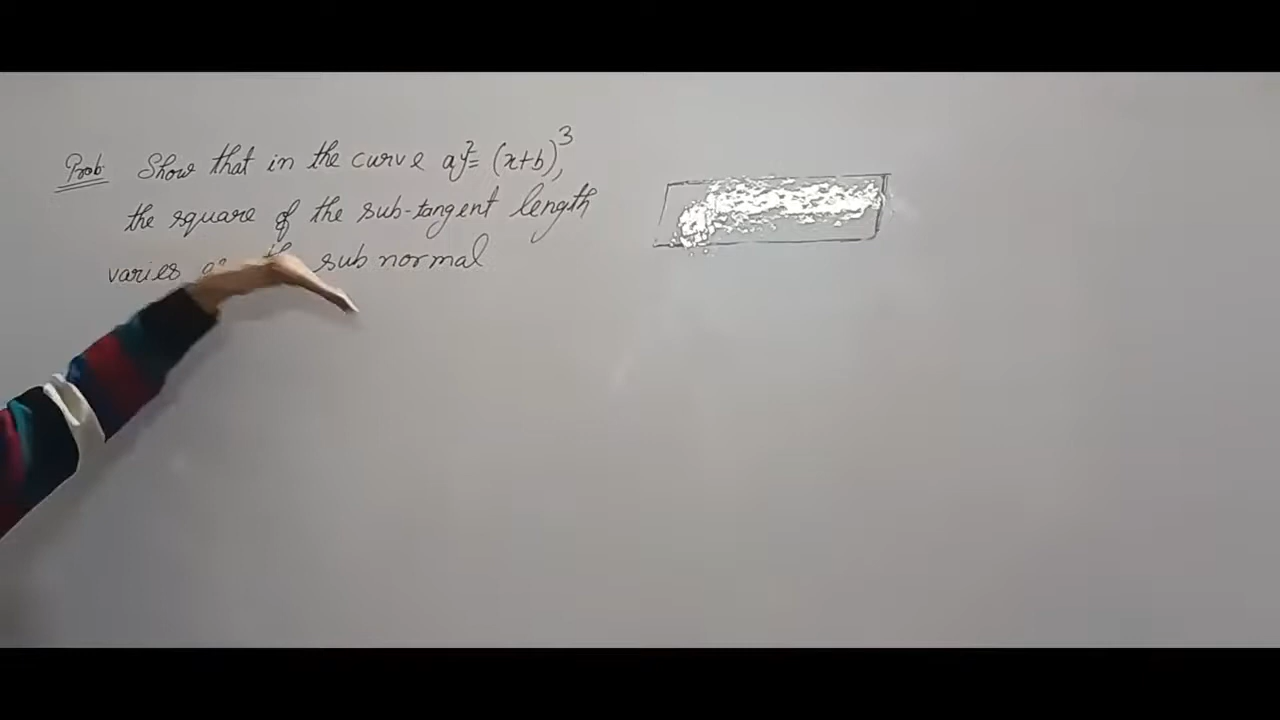 Prob. Show that in the curve ay²= (x+b)³,
the square of the sub-tangent length
varies sub normal